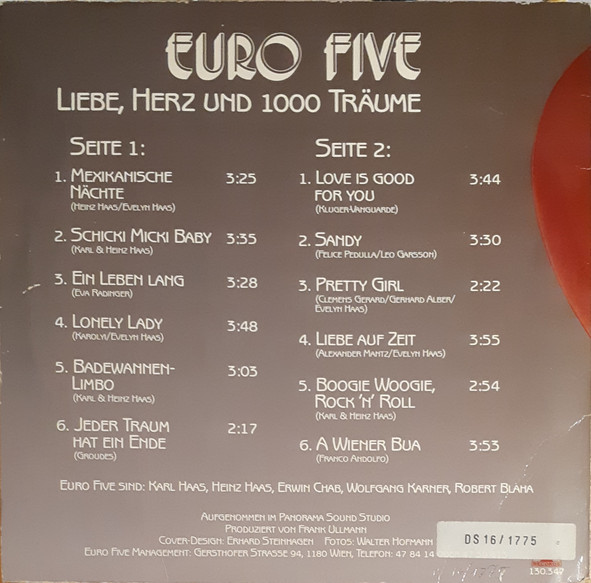 EURO FIVE
LIEBE, HERZ UND 1000 TRÄUME
SEITE 1:
1. MEXIKANISCHE NÄCHTE 3:25
(HEINZ HAAS/EVELYN HAAS)
2. SCHICKI MICKI BABY 3:35
(KARL & HEINZ HAAS)
3. EIN LEBEN LANG 3:28
(EVA RADINGER)
4. LONELY LADY 3:48
(KAROLYI/EVELYN HAAS)
5. BADEWANNEN-
LIMBO 3:03
(KARL & HEINZ HAAS)
6. JEDER TRAUM 2:17
HAT EIN ENDE
(GROUDES)
SEITE 2:
1. LOVE IS GOOD 3:44
FOR YOU
(KLUGER-VANGUARDE)
2. SANDY 3:30
(FELICE PEDULLA/LEO GARSSON)
3. PRETTY GIRL 2:22
(CLEMENS GERARD/GERHARD ALBER/
EVELYN HAAS)
4. LIEBE AUF ZEIT 3:55
(ALEXANDER MANTZ/EVELYN HAAS)
5. BOOGIE WOOGIE, 2:54
ROCK 'N' ROLL
(KARL & HEINZ HAAS)
6. A WIENER BUA 3:53
(FRANCO ANDOLFO)
EURO FIVE SIND: KARL HAAS, HEINZ HAAS, ERWIN CHAB, WOLFGANG KARNER, ROBERT BLAHA
AUFGENOMMEN IM PANORAMA SOUND STUDIO
PRODUZIERT VON FRANK ULLMANN
COVER-DESIGN: ERHARD STEINHAGEN FOTOS: WALTER HOFMANN
EURO FIVE MANAGEMENT: GERSTHOFER STRASSE 94, 1180 WIEN, TELEFON: 47 84 14
DS 16/1775
130.347